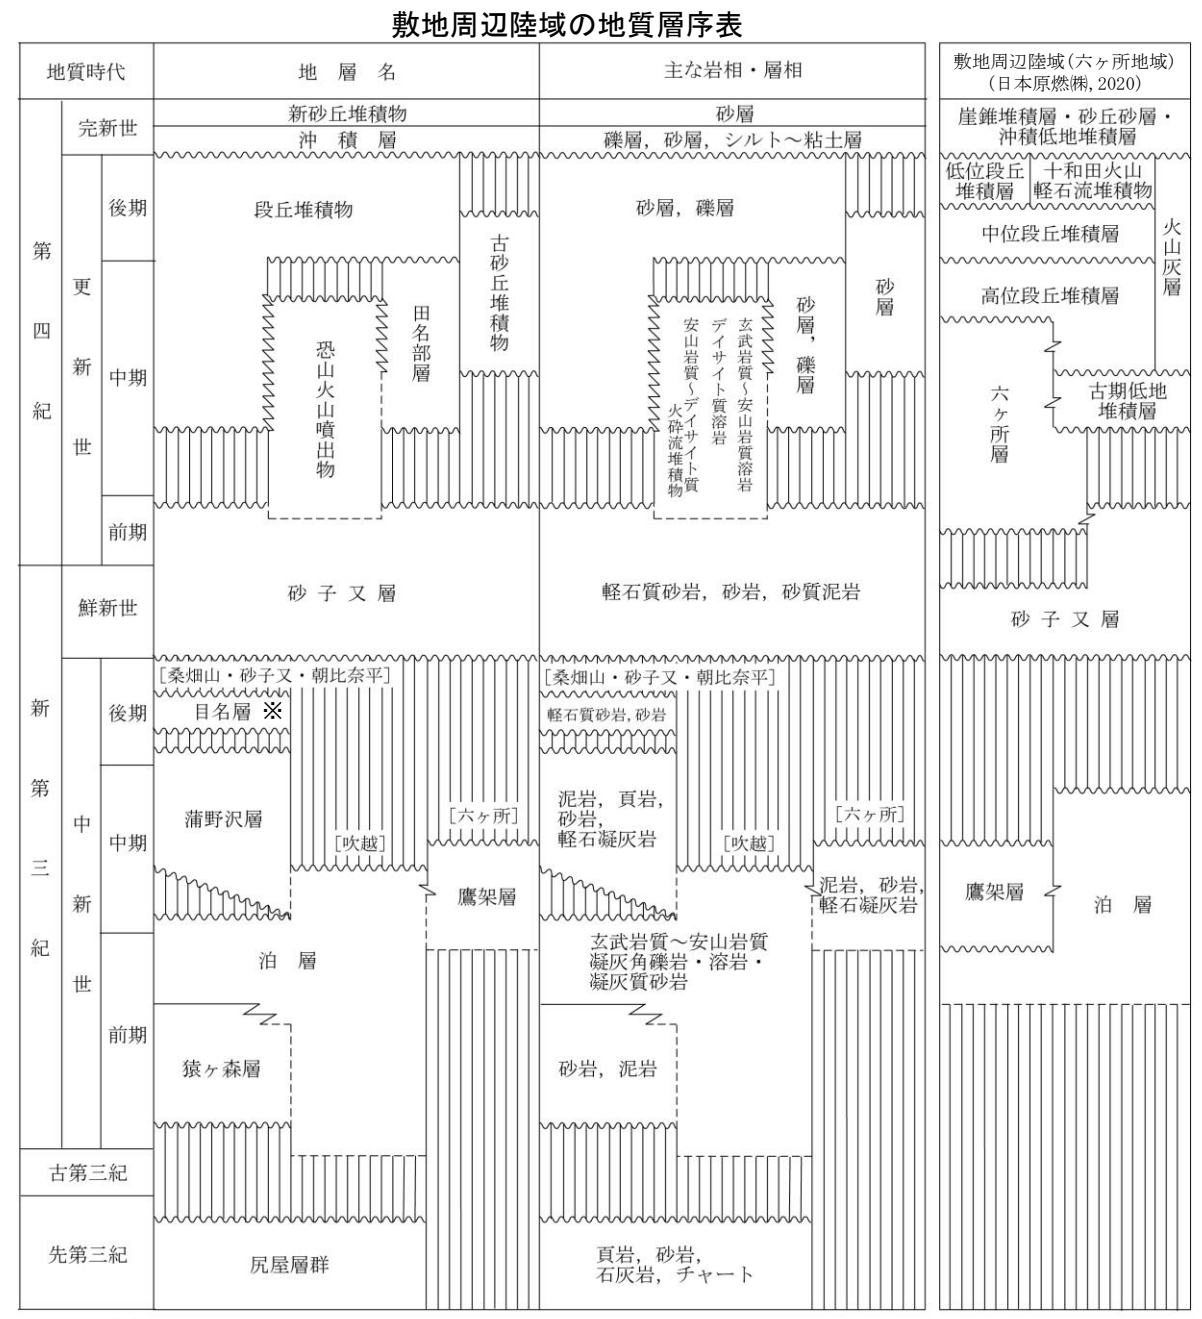 敷地周辺陸域の地質層序表
地質時代
地層名
主な岩相・層相
敷地周辺陸域(六ヶ所地域)
(日本原燃㈱, 2020)
第四紀
更新世
完新世
後期
中期
前期
新第三紀
鮮新世
中新世
後期
中期
前期
古第三紀
先第三紀
新砂丘堆積物
沖積層
段丘堆積物
古砂丘堆積物
田名部層
恐山火山噴出物
砂子又層
[桑畑山・砂子又・朝比奈平]
目名層 ※
蒲野沢層
[吹越]
[六ヶ所]
鷹架層
泊層
猿ヶ森層
尻屋層群
砂層
礫層, 砂層, シルト~粘土層
砂層, 礫層
砂層
砂層, 礫層
玄武岩質~安山岩質溶岩
デイサイト質溶岩
安山岩質~デイサイト質
火砕流堆積物
軽石質砂岩, 砂岩, 砂質泥岩
[桑畑山・砂子又・朝比奈平]
軽石質砂岩, 砂岩
泥岩, 頁岩,
砂岩,
軽石凝灰岩
[吹越]
[六ヶ所]
泥岩, 砂岩,
軽石凝灰岩
玄武岩質~安山岩質
凝灰角礫岩・溶岩・
凝灰質砂岩
砂岩, 泥岩
頁岩, 砂岩,
石灰岩, チャート
崖錐堆積層・砂丘砂層・
沖積低地堆積層
低位段丘
堆積層
十和田火山
軽石流堆積物
火山灰層
中位段丘堆積層
高位段丘堆積層
古期低地
堆積層
六ヶ所層
砂子又層
鷹架層
泊層